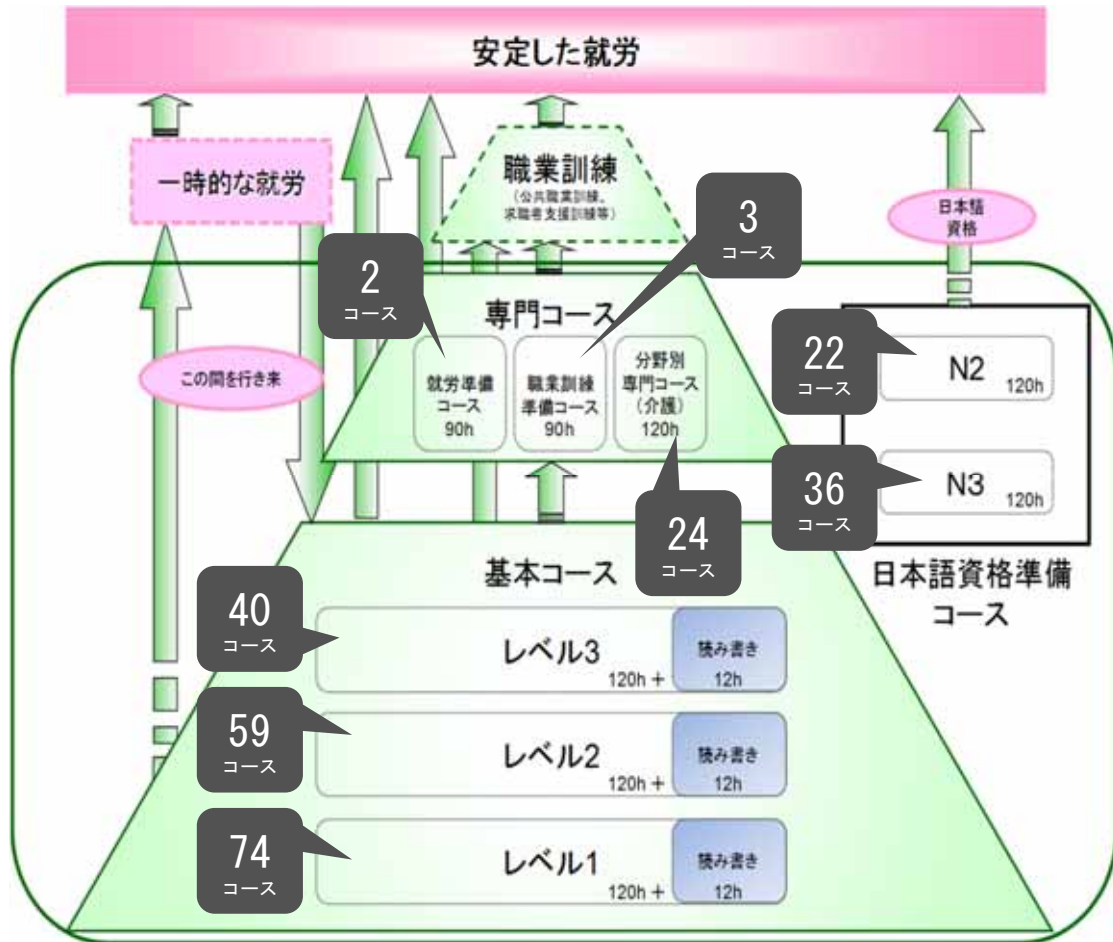 安定した就労
一時的な就労
職業訓練
(公共職業訓練、
求職者支援訓練等)
日本語
資格
この間を行き来
2
コース
3
コース
専門コース
就労準備
コース
90h
職業訓練
準備コース
90h
分野別
専門コース
(介護)
120h
24
コース
22
コース
N2
120h
36
コース
N3
120h
日本語資格準備
コース
基本コース
40
コース
レベル3
120h +
読み書き
12h
59
コース
レベル2
120h +
読み書き
12h
74
コース
レベル1
120h +
読み書き
12h